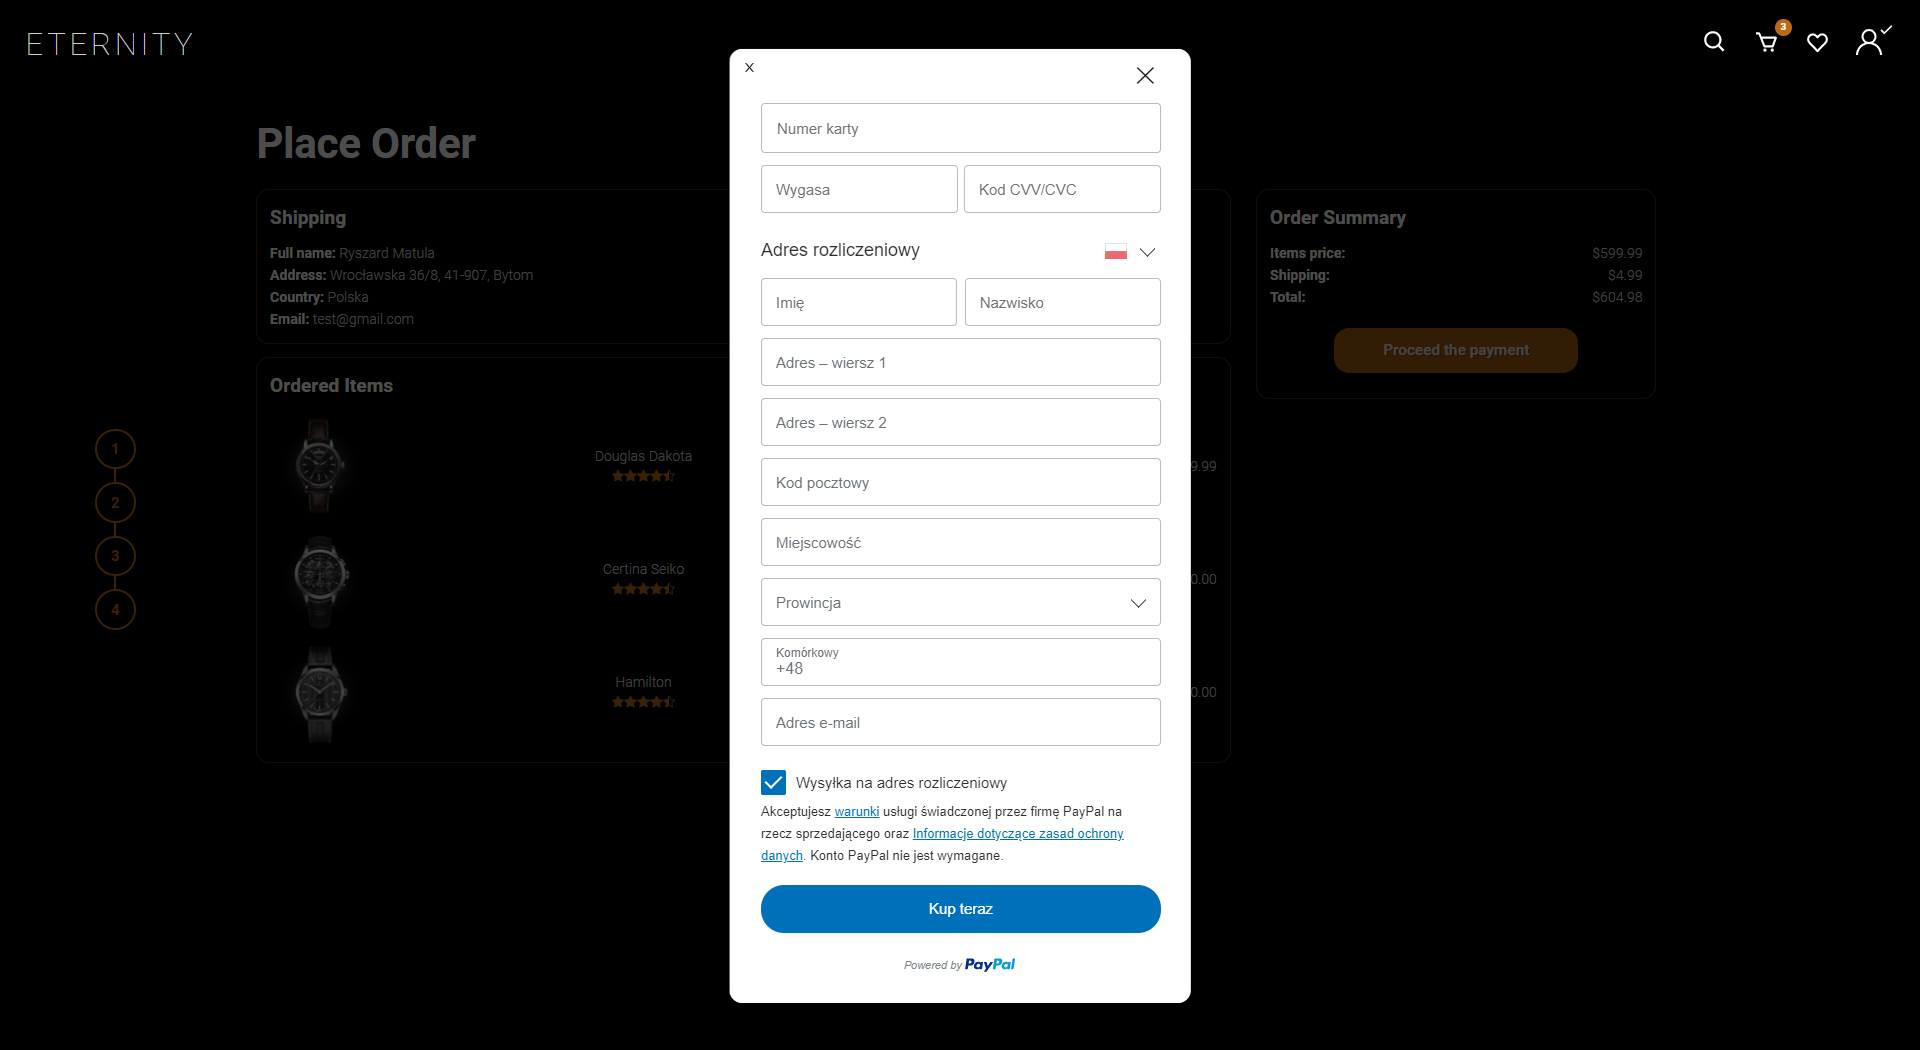 ETERNITY
3
Place Order
Shipping
Full name: Ryszard Matula
Address: Wrocławska 36/8, 41-907, Bytom
Country: Polska
Email: test@gmail.com
Ordered Items
1
2
3
4
Douglas Dakota
Certina Seiko
Hamilton
x
Numer karty
Wygasa
Kod CVV/CVC
Adres rozliczeniowy
Imię
Nazwisko
Adres – wiersz 1
Adres – wiersz 2
Kod pocztowy
Miejscowość
Prowincja
Komórkowy
+48
Adres e-mail
Wysyłka na adres rozliczeniowy
Akceptujesz warunki usługi świadczonej przez firmę PayPal na
rzecz sprzedającego oraz Informacje dotyczące zasad ochrony
danych. Konto PayPal nie jest wymagane.
Kup teraz
Powered by PayPal
9.99
0.00
0.00
Order Summary
Items price: $599.99
Shipping: $4.99
Total: $604.98
Proceed the payment